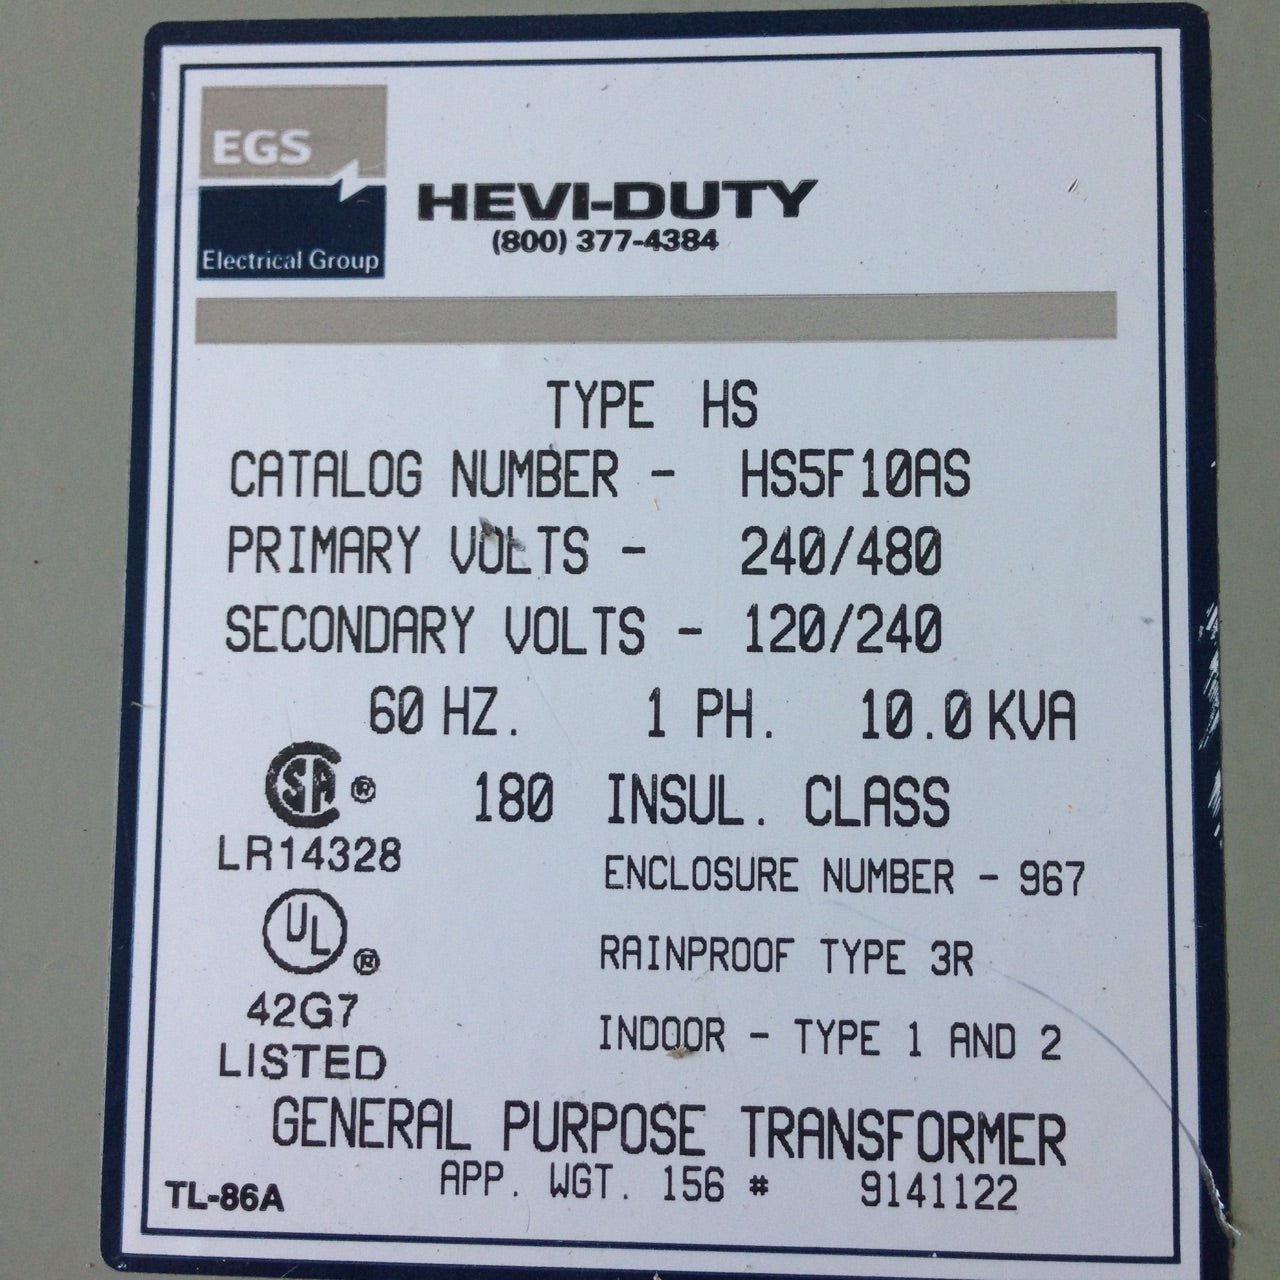 EGS
Electrical Group
HEVI-DUTY
(800) 377-4384
TYPE HS
CATALOG NUMBER - HS5F10AS
PRIMARY VOLTS - 240/480
SECONDARY VOLTS - 120/240
60 HZ. 1 PH. 10.0 KVA
SA ®
180 INSUL. CLASS
LR14328
ENCLOSURE NUMBER - 967
UL ®
RAINPROOF TYPE 3R
42G7
LISTED
INDOOR - TYPE 1 AND 2
GENERAL PURPOSE TRANSFORMER
APP. WGT. 156 # 9141122
TL-86A